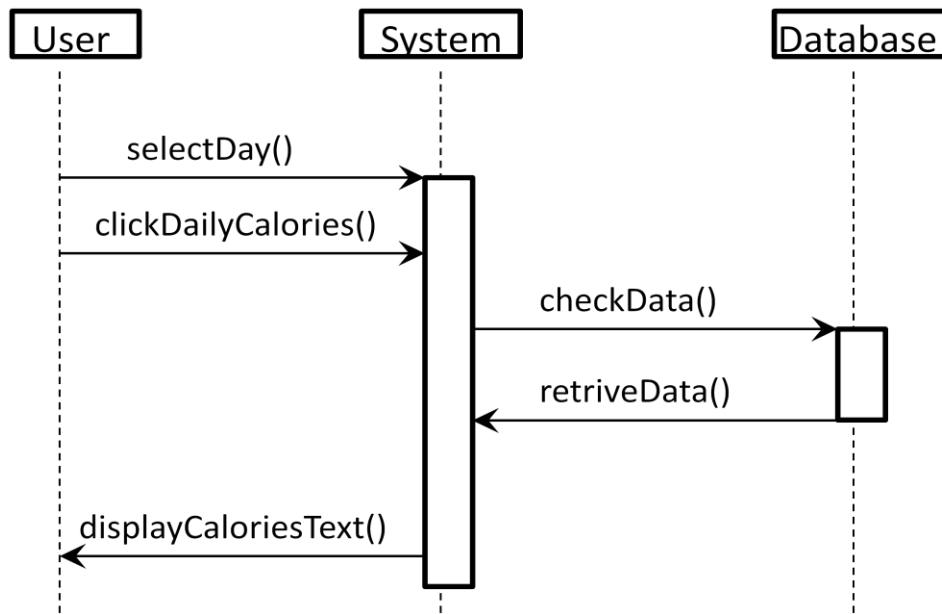 User
System
Database
selectDay()
clickDailyCalories()
checkData()
retriveData()
displayCaloriesText()